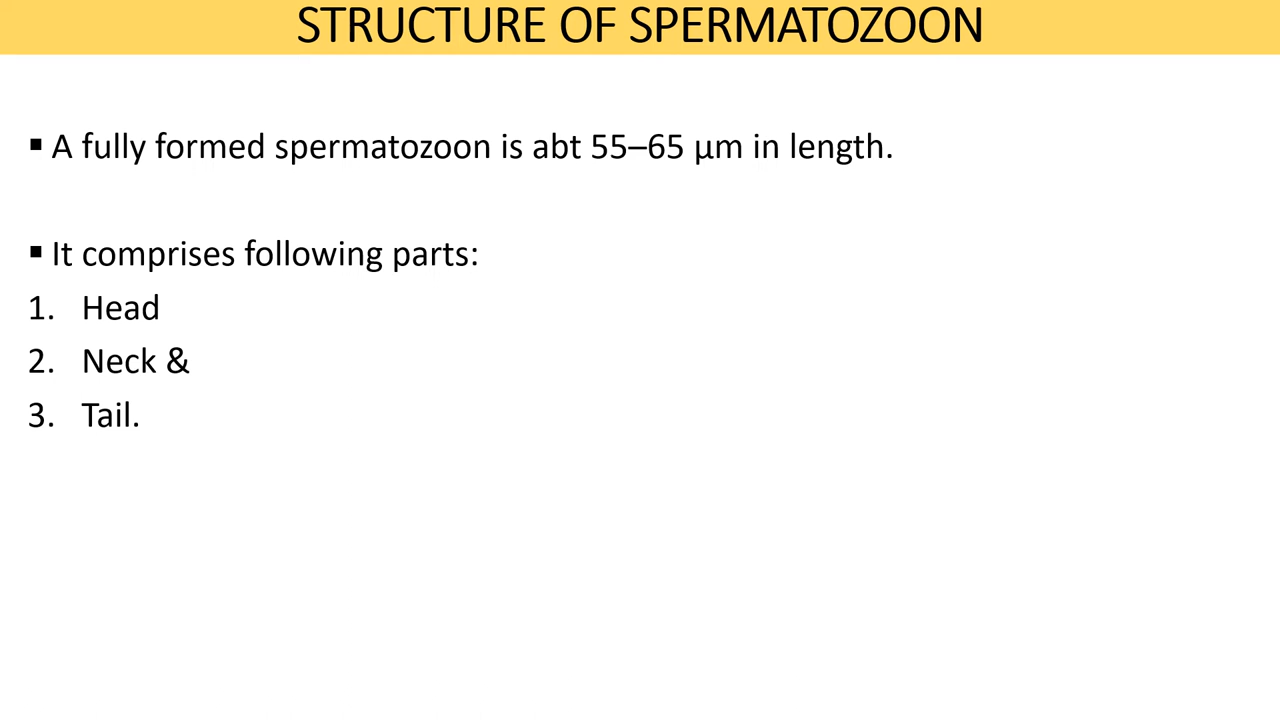 STRUCTURE OF SPERMATOZOON
▪ A fully formed spermatozoon is abt 55–65 μm in length.
▪ It comprises following parts:
1. Head
2. Neck &
3. Tail.